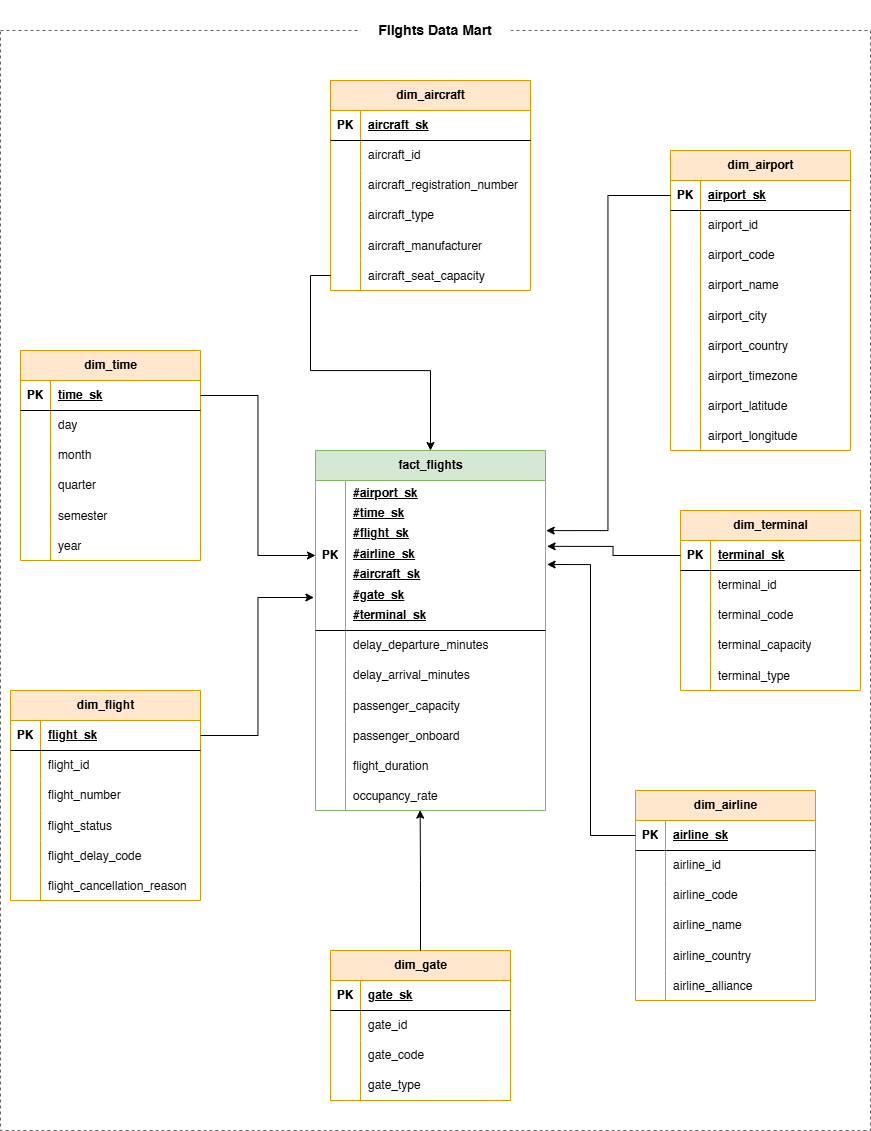 Flights Data Mart
dim_aircraft
PK aircraft_sk
aircraft_id
aircraft_registration_number
aircraft_type
aircraft_manufacturer
aircraft_seat_capacity
dim_airport
PK airport_sk
airport_id
airport_code
airport_name
airport_city
airport_country
airport_timezone
airport_latitude
airport_longitude
dim_time
PK time_sk
day
month
quarter
semester
year
fact_flights
#airport_sk
#time_sk
#flight_sk
PK #airline_sk
#aircraft_sk
#gate_sk
#terminal_sk
delay_departure_minutes
delay_arrival_minutes
passenger_capacity
passenger_onboard
flight_duration
occupancy_rate
dim_terminal
PK terminal_sk
terminal_id
terminal_code
terminal_capacity
terminal_type
dim_flight
PK flight_sk
flight_id
flight_number
flight_status
flight_delay_code
flight_cancellation_reason
dim_airline
PK airline_sk
airline_id
airline_code
airline_name
airline_country
airline_alliance
dim_gate
PK gate_sk
gate_id
gate_code
gate_type